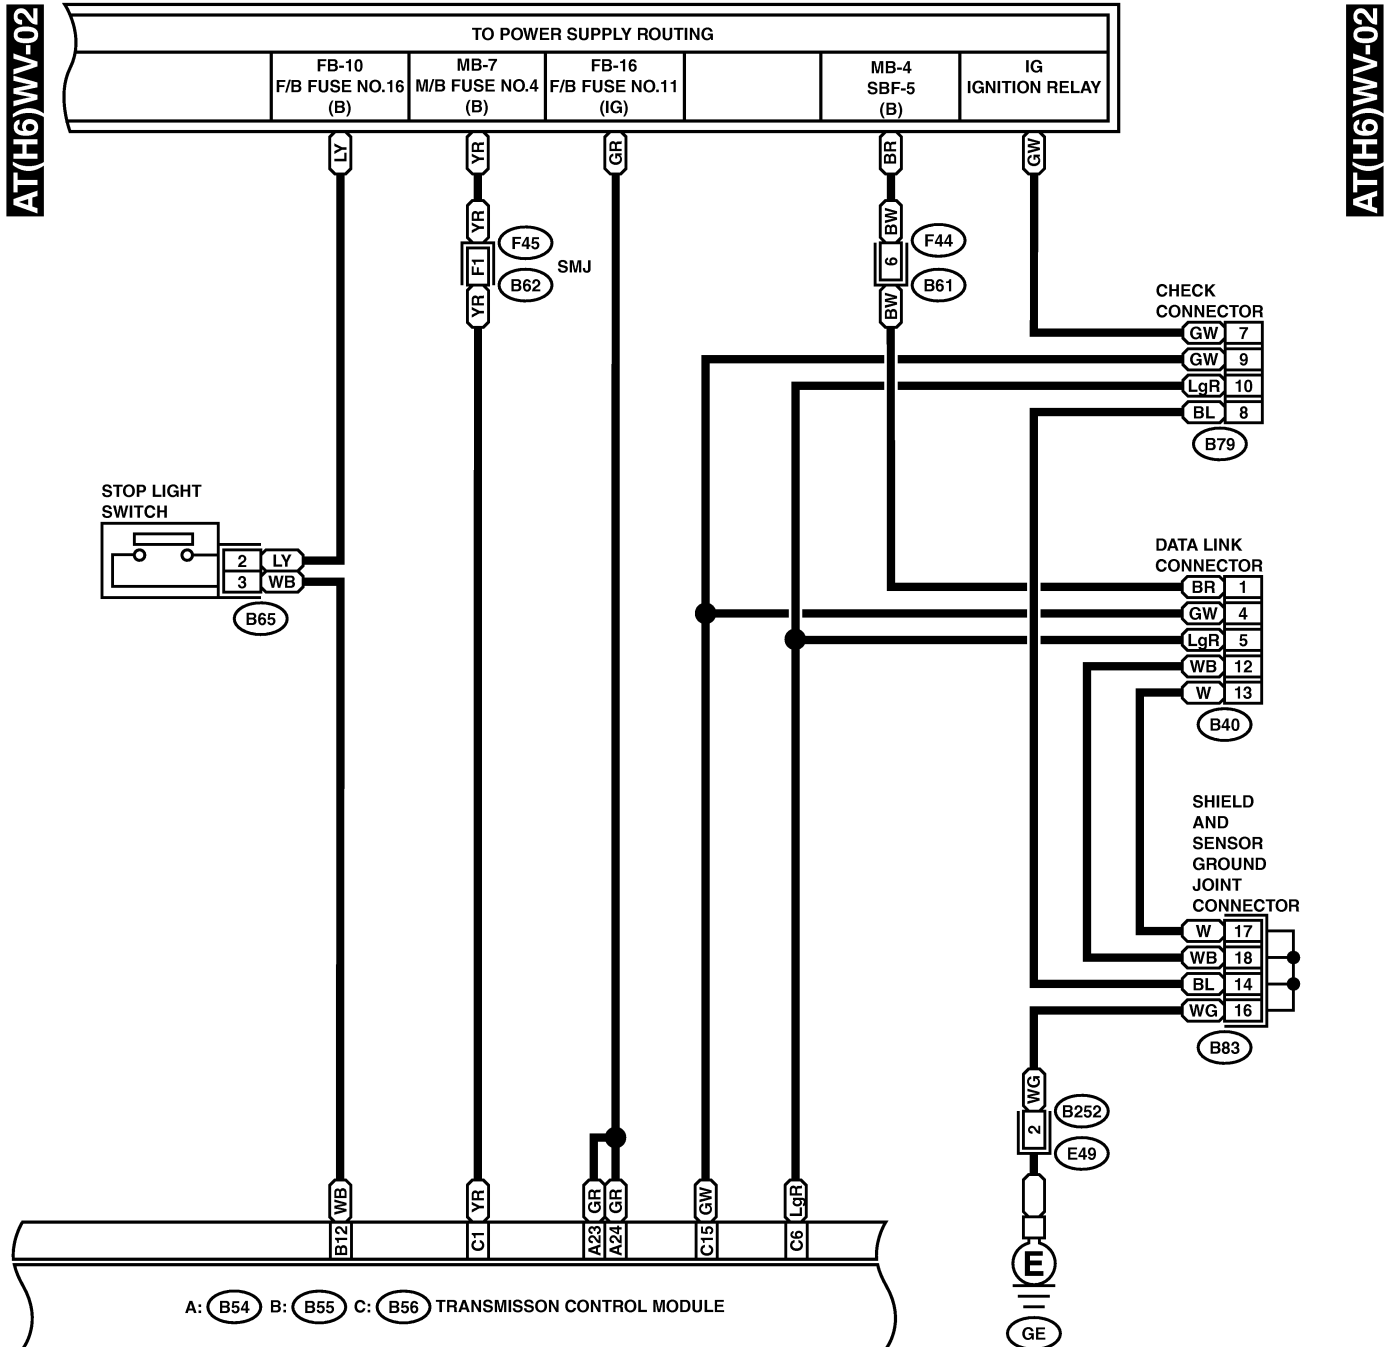 AT(H6)WV-02
AT(H6)WV-02
TO POWER SUPPLY ROUTING
FB-10
F/B FUSE NO.16
(B)
MB-7
M/B FUSE NO.4
(B)
FB-16
F/B FUSE NO.11
(IG)
MB-4
SBF-5
(B)
IG
IGNITION RELAY
LY
YR
GR
BR
GW
YR
F1
YR
F45
B62
SMJ
BW
6
BW
F44
B61
CHECK
CONNECTOR
GW 7
GW 9
LgR 10
BL 8
B79
STOP LIGHT
SWITCH
2 LY
3 WB
B65
DATA LINK
CONNECTOR
BR 1
GW 4
LgR 5
WB 12
W 13
B40
SHIELD
AND
SENSOR
GROUND
JOINT
CONNECTOR
W 17
WB 18
BL 14
WG 16
B83
WG
2
B252
E49
E
GE
WB
YR
GR
GR
GW
LgR
B12
C1
A23
A24
C15
C6
A: B54 B: B55 C: B56 TRANSMISSON CONTROL MODULE